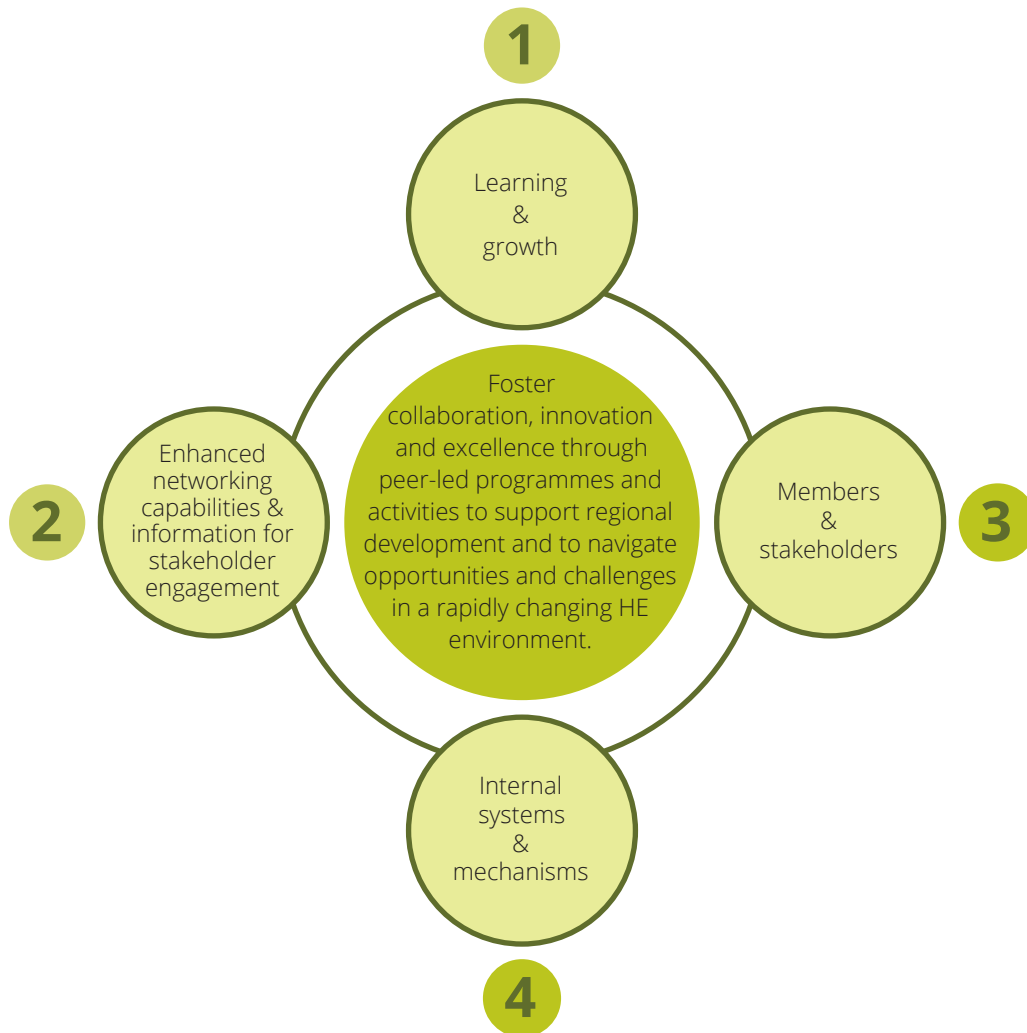 1
Learning
&
growth
2
Enhanced
networking
capabilities &
information for
stakeholder
engagement
Foster
collaboration, innovation
and excellence through
peer-led programmes and
activities to support regional
development and to navigate
opportunities and challenges
in a rapidly changing HE
environment.
Members
&
stakeholders
3
Internal
systems
&
mechanisms
4